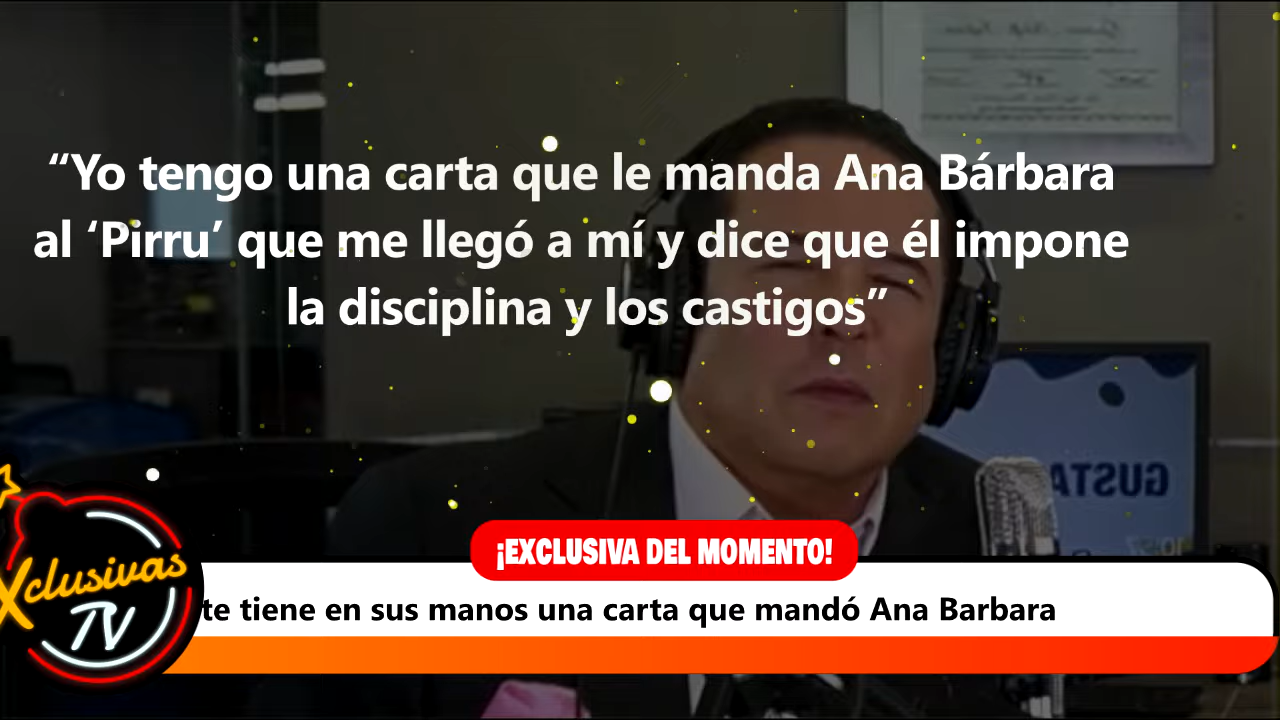 “Yo tengo una carta que le manda Ana Bárbara
al ‘Pirru’ que me llegó a mí y dice que él impone
la disciplina y los castigos”
GUSTA
¡EXCLUSIVA DEL MOMENTO!
te tiene en sus manos una carta que mandó Ana Barbara
Xclusivas
TV